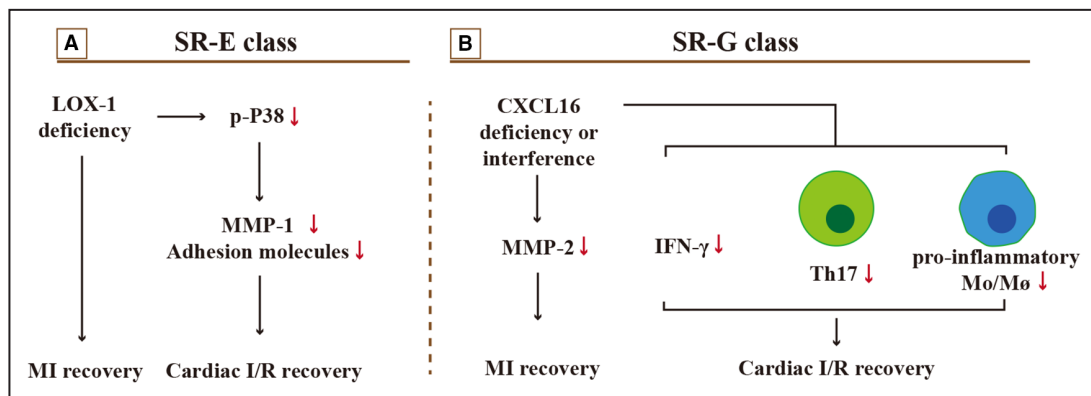 A
SR-E class
LOX-1
deficiency
p-P38 ↓
MMP-1 ↓
Adhesion molecules ↓
MI recovery
Cardiac I/R recovery
B
SR-G class
CXCL16
deficiency or
interference
MMP-2 ↓
IFN-γ ↓
Th17 ↓
pro-inflammatory
Mo/Mø ↓
MI recovery
Cardiac I/R recovery